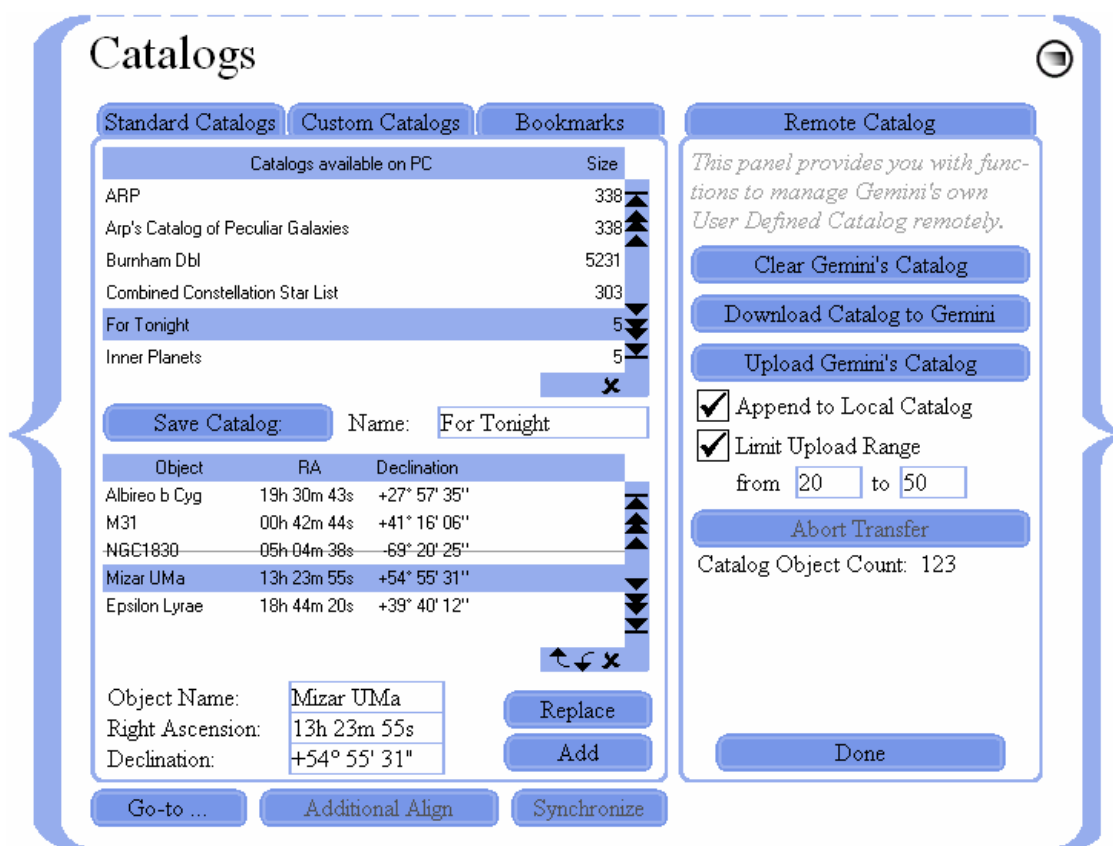 Catalogs
Standard Catalogs Custom Catalogs Bookmarks
Catalogs available on PC Size
ARP 338
Arp's Catalog of Peculiar Galaxies 338
Burnham Dbl 5231
Combined Constellation Star List 303
For Tonight 5
Inner Planets 5
Save Catalog: Name: For Tonight
Object RA Declination
Albireo b Cyg 19h 30m 43s +27° 57' 35''
M31 00h 42m 44s +41° 16' 06''
NGC1830 05h 04m 38s -69° 20' 25''
Mizar UMa 13h 23m 55s +54° 55' 31''
Epsilon Lyrae 18h 44m 20s +39° 40' 12''
Object Name: Mizar UMa
Right Ascension: 13h 23m 55s
Declination: +54° 55' 31"
Replace
Add
Go-to ... Additional Align Synchronize
Remote Catalog
This panel provides you with func-
tions to manage Gemini's own
User Defined Catalog remotely.
Clear Gemini's Catalog
Download Catalog to Gemini
Upload Gemini's Catalog
Append to Local Catalog
Limit Upload Range
from 20 to 50
Abort Transfer
Catalog Object Count: 123
Done